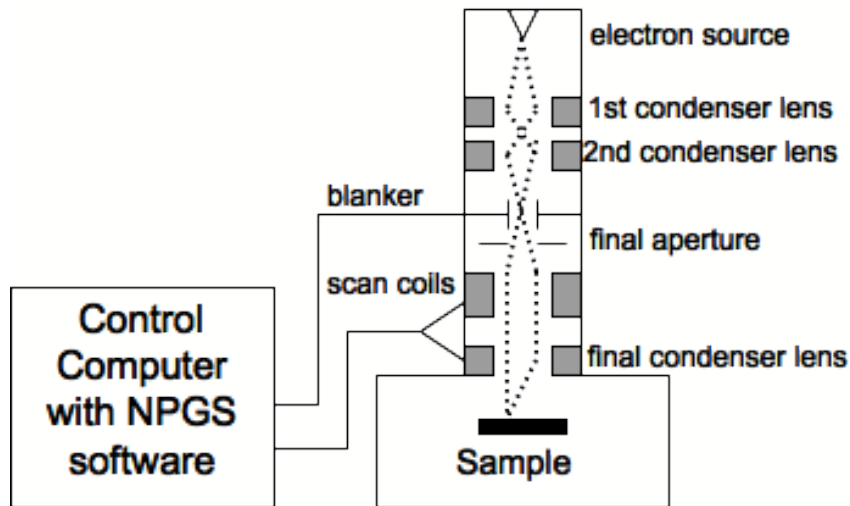 electron source
1st condenser lens
2nd condenser lens
blanker
final aperture
scan coils
Control
Computer
with NPGS
software
final condenser lens
Sample